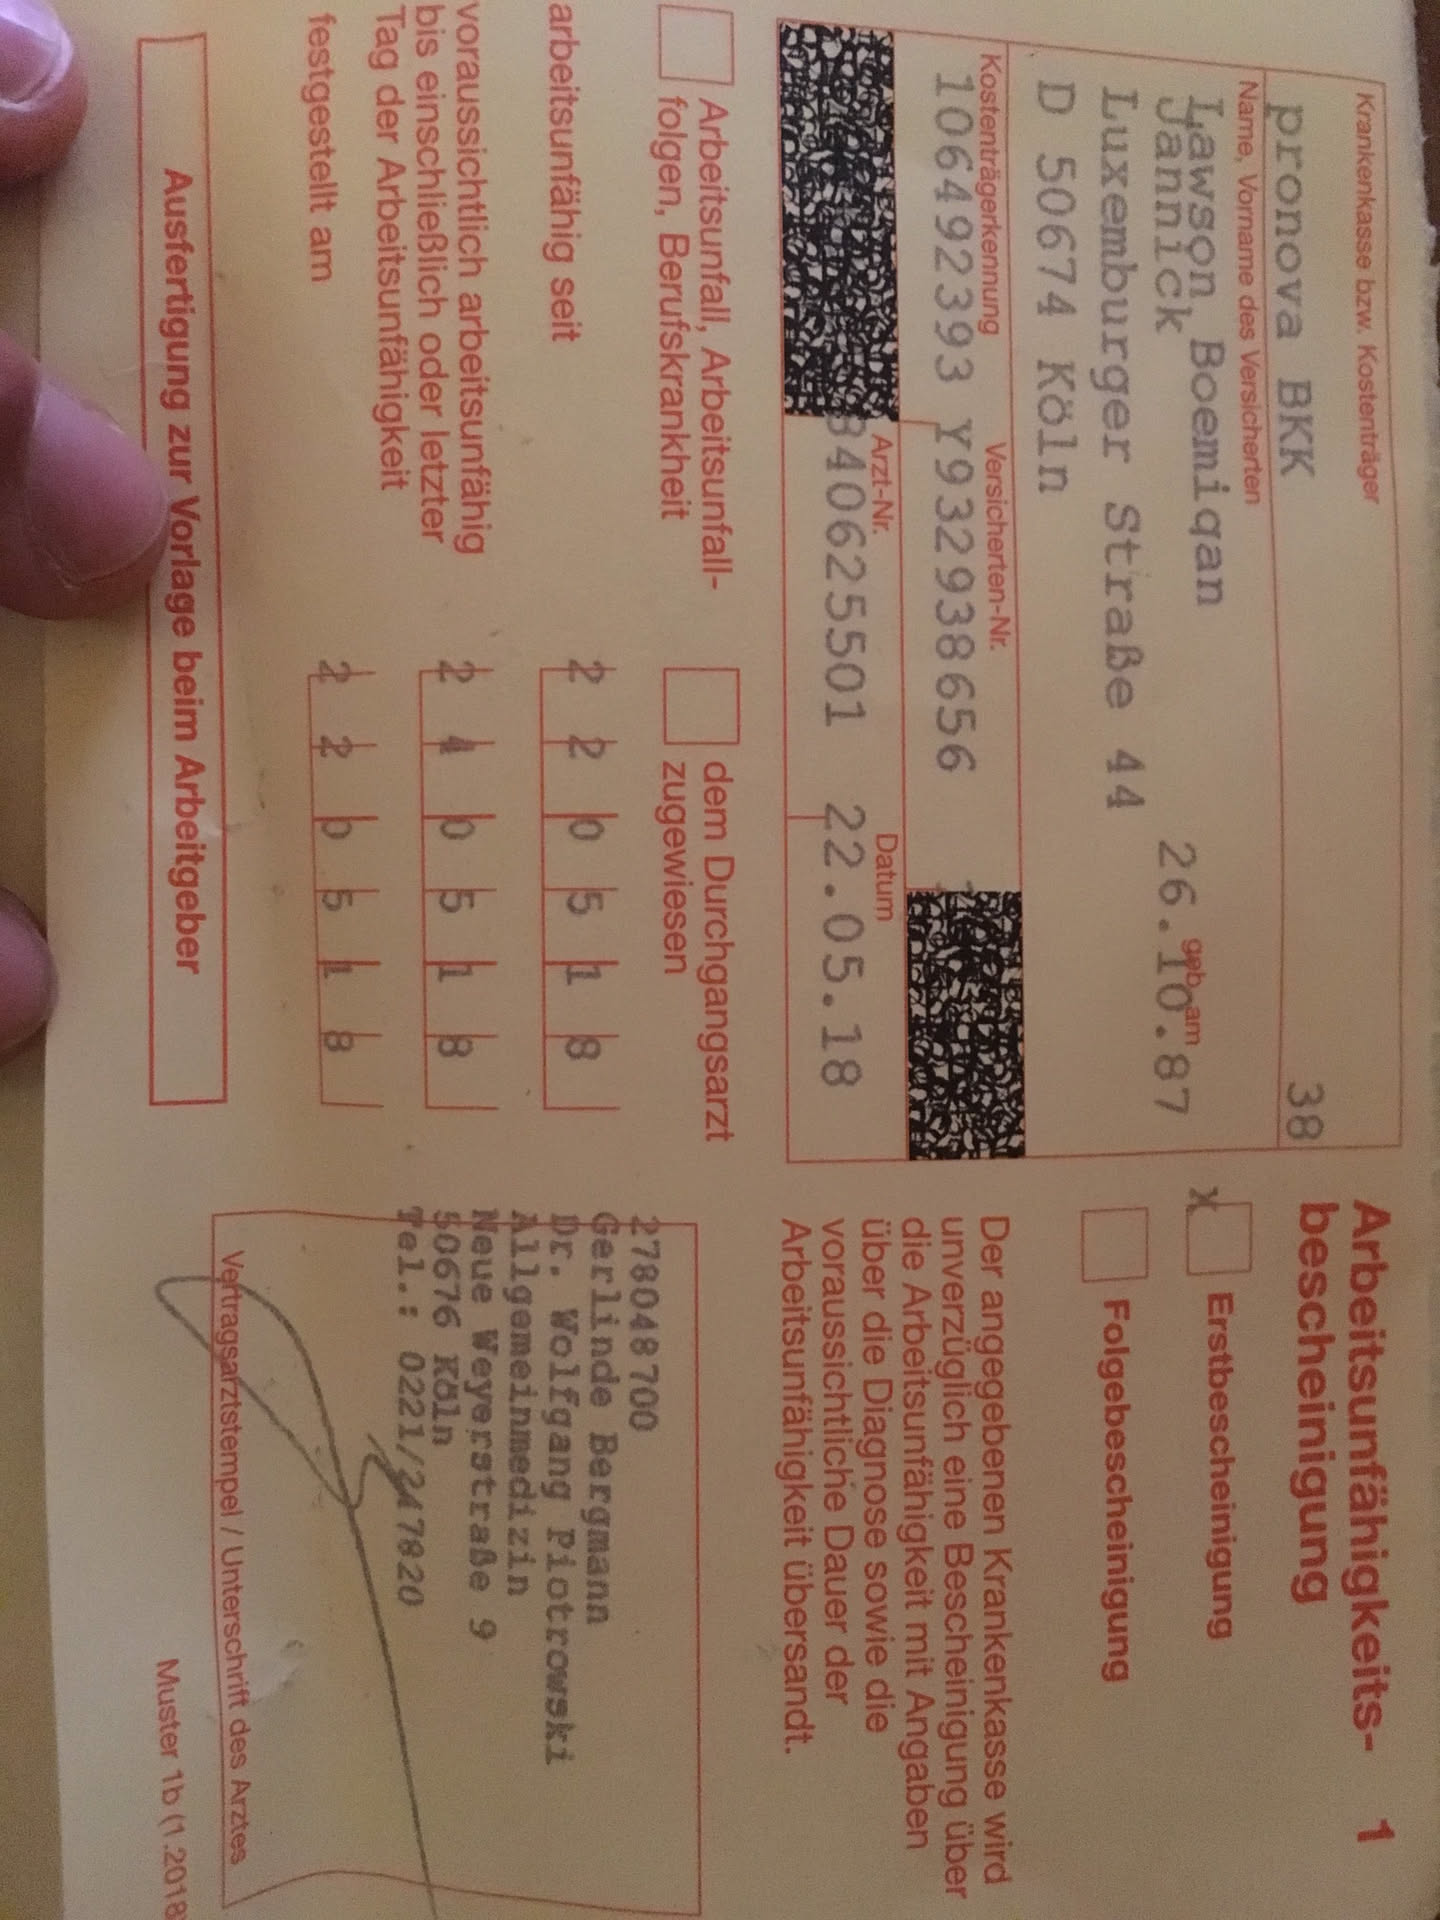 Krankenkasse bzw. Kostenträger
pronova BKK 38
Name, Vorname des Versicherten
Lawson, Boemigan
Jannick
geb. am
26.10.87
Luxemburger Straße 44
D 50674 Köln
Kostenträgerkennung Versicherten-Nr.
106492393 Y932938656
Arzt-Nr. Datum
840625501 22.05.18
Arbeitsunfall, Arbeitsunfall-
folgen, Berufskrankheit
dem Durchgangsarzt
zugewiesen
arbeitsunfähig seit
2 2 0 5 1 8
voraussichtlich arbeitsunfähig
bis einschließlich oder letzter
Tag der Arbeitsunfähigkeit
2 4 0 5 1 8
festgestellt am
2 2 0 5 1 8
Ausfertigung zur Vorlage beim Arbeitgeber
Arbeitsunfähigkeits- 1
bescheinigung
X Erstbescheinigung
Folgebescheinigung
Der angegebenen Krankenkasse wird
unverzüglich eine Bescheinigung über
die Arbeitsunfähigkeit mit Angaben
über die Diagnose sowie die
voraussichtliche Dauer der
Arbeitsunfähigkeit übersandt.
278048700
Gerlinde Bergmann
Dr. Wolfgang Piotrowski
Allgemeinmedizin
Neue Weyerstraße 9
50676 Köln
Tel.: 0221/247820
Vertragsarztstempel / Unterschrift des Arztes
Muster 1b (1.2018)